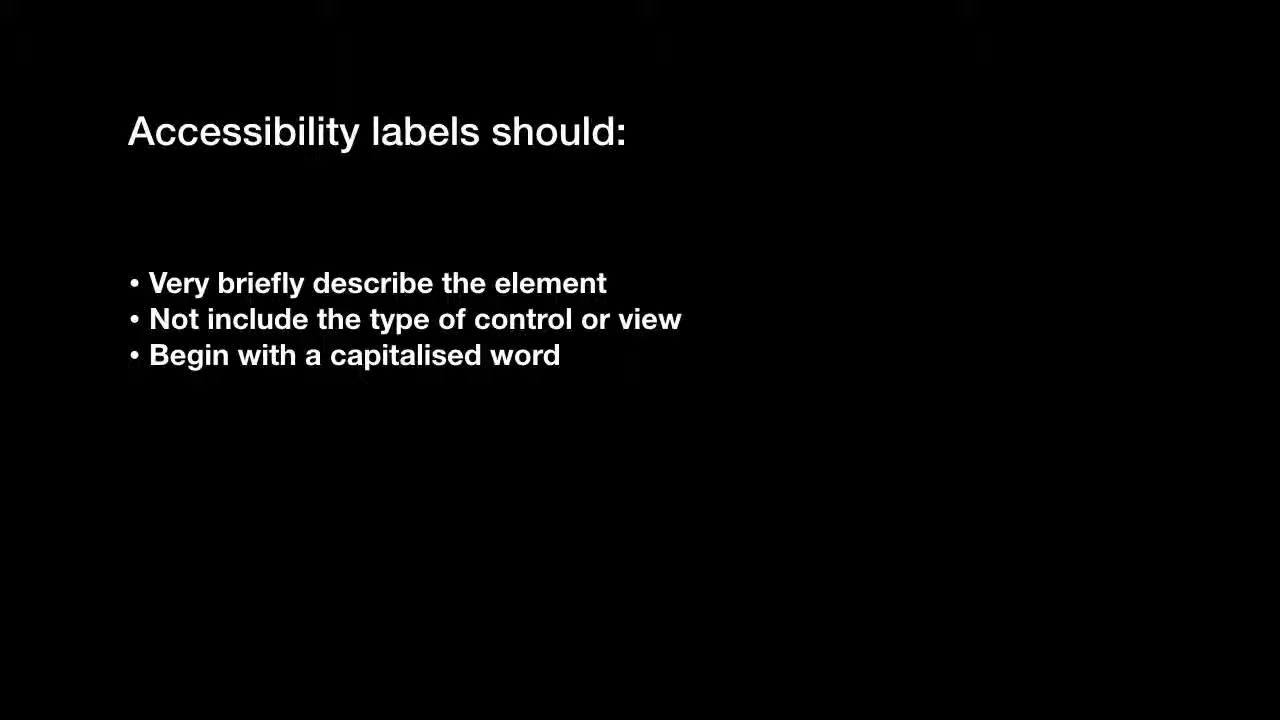 Accessibility labels should:
• Very briefly describe the element
• Not include the type of control or view
• Begin with a capitalised word